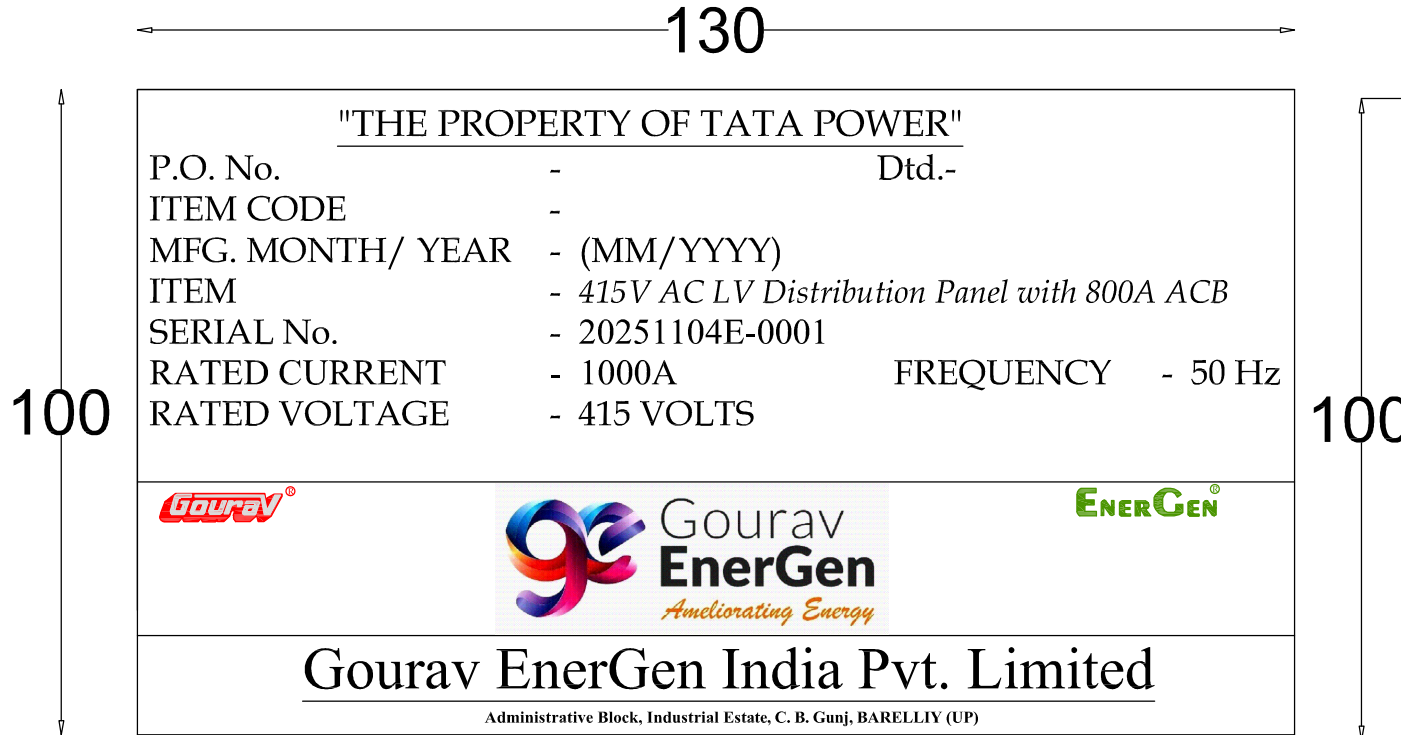 130
"THE PROPERTY OF TATA POWER"
P.O. No. - Dtd.-
ITEM CODE -
MFG. MONTH/ YEAR - (MM/YYYY)
ITEM - 415V AC LV Distribution Panel with 800A ACB
SERIAL No. - 20251104E-0001
RATED CURRENT - 1000A FREQUENCY - 50 Hz
100 RATED VOLTAGE - 415 VOLTS 100
Gourav® ENERGEN®
Gourav
EnerGen
Ameliorating Energy
Gourav EnerGen India Pvt. Limited
Administrative Block, Industrial Estate, C. B. Gunj, BARELLIY (UP)